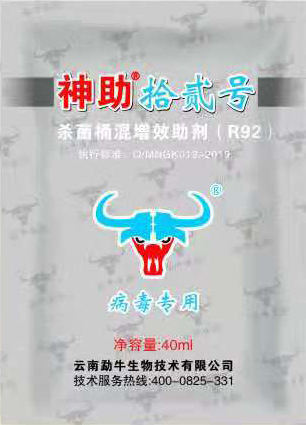 神助® 拾贰号
杀菌桶混增效助剂（R92）
执行标准：Q/MNGK012-2019
®
病毒专用
净容量:40ml
云南勐牛生物技术有限公司
技术服务热线:400-0825-331